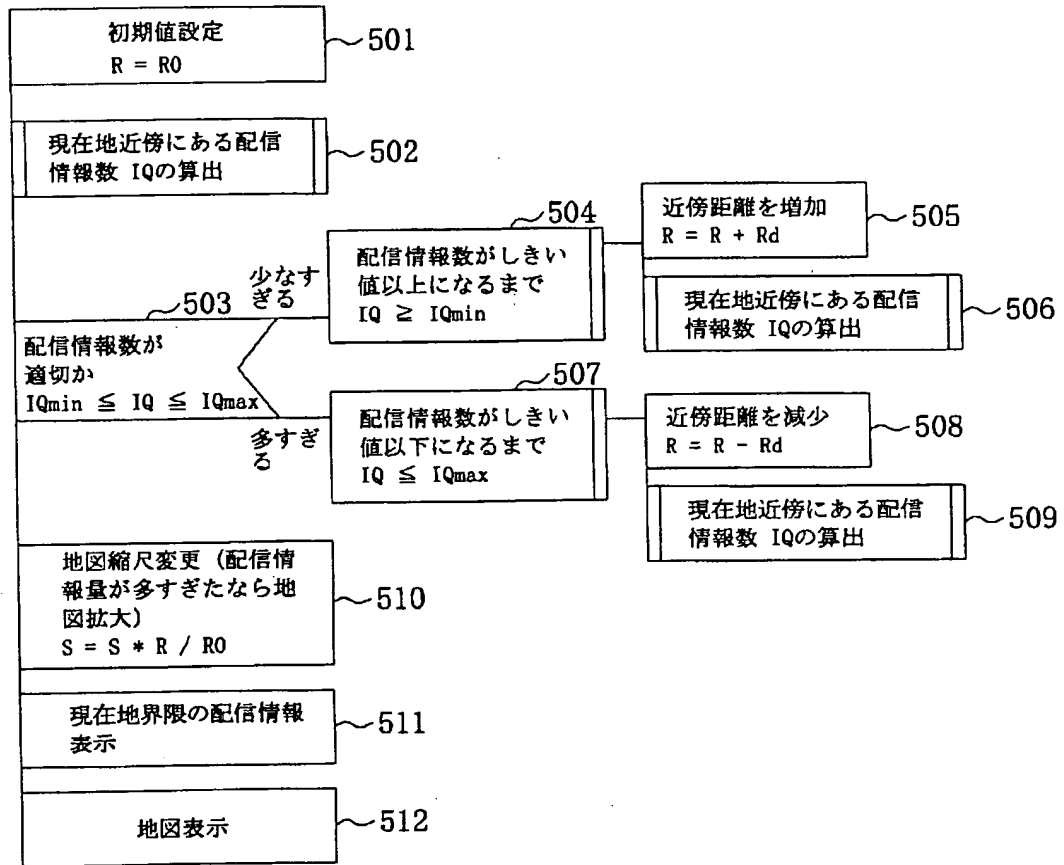 初期値設定
R = R0
501
現在地近傍にある配信
情報数 IQの算出
502
503
配信情報数が
適切か
IQmin ≦ IQ ≦ IQmax
少なす
ぎる
504
配信情報数がしきい
値以上になるまで
IQ ≧ IQmin
近傍距離を増加
R = R + Rd
505
現在地近傍にある配信
情報数 IQの算出
506
多すぎ
る
507
配信情報数がしきい
値以下になるまで
IQ ≦ IQmax
近傍距離を減少
R = R - Rd
508
現在地近傍にある配信
情報数 IQの算出
509
地図縮尺変更（配信情
報量が多すぎたなら地
図拡大）
S = S * R / R0
510
現在地界隈の配信情報
表示
511
地図表示
512